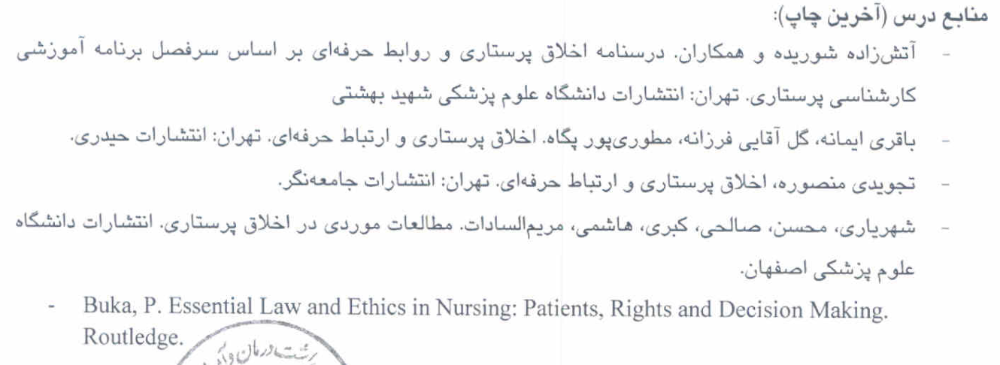 منابع درس (آخرین چاپ):
- آتش‌زاده شوریده و همکاران. درسنامه اخلاق پرستاری و روابط حرفه‌ای بر اساس سرفصل برنامه آموزشی
کارشناسی پرستاری. تهران: انتشارات دانشگاه علوم پزشکی شهید بهشتی
- باقری ایمانه، گل آقایی فرزانه، مطوری‌پور پگاه. اخلاق پرستاری و ارتباط حرفه‌ای. تهران: انتشارات حیدری.
- تجویدی منصوره، اخلاق پرستاری و ارتباط حرفه‌ای. تهران: انتشارات جامعه‌نگر.
- شهریاری، محسن، صالحی، کبری، هاشمی، مریم‌السادات. مطالعات موردی در اخلاق پرستاری. انتشارات دانشگاه
علوم پزشکی اصفهان.
- Buka, P. Essential Law and Ethics in Nursing: Patients, Rights and Decision Making.
Routledge.
درمان